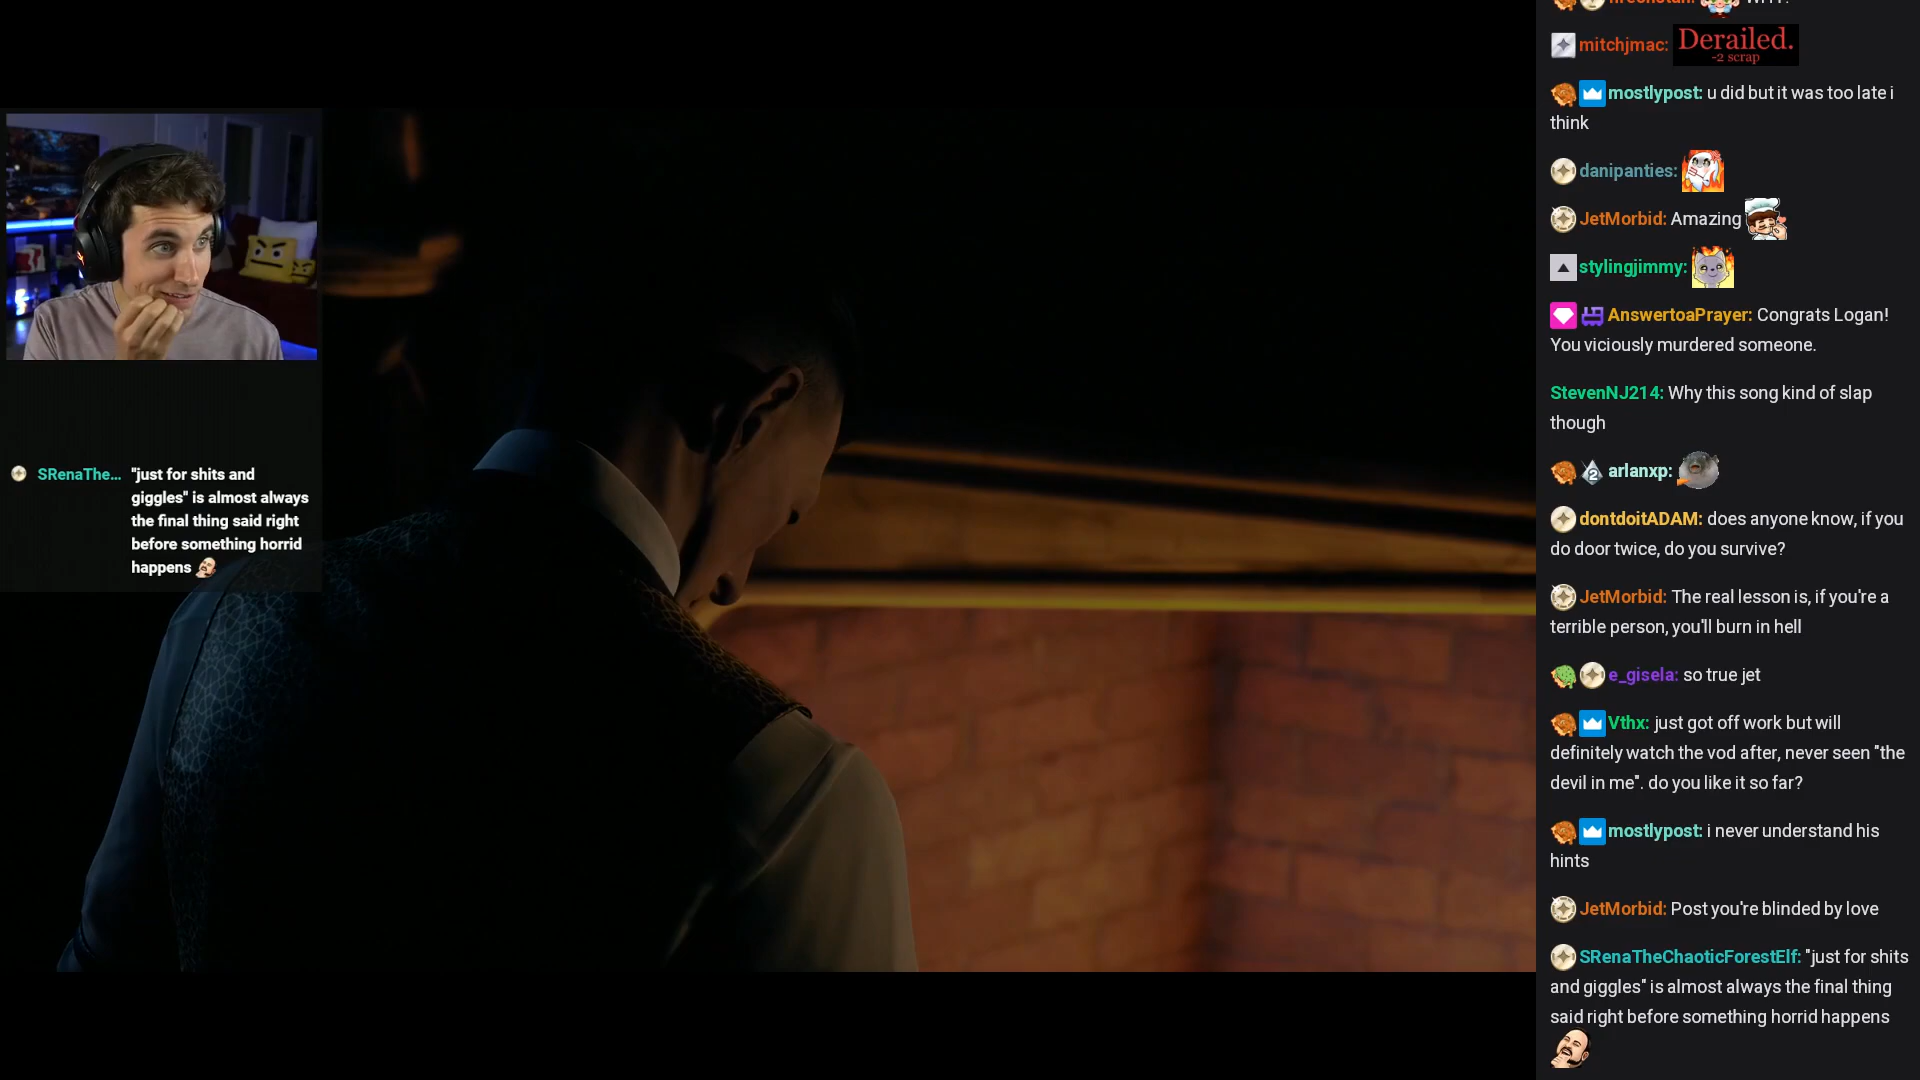 SRenaThe... "just for shits and
giggles" is almost always
the final thing said right
before something horrid
happens
mitchjmac: Derailed.
-2 scrap
mostlypost: u did but it was too late i
think
danipanties:
JetMorbid: Amazing
stylingjimmy:
AnswertoaPrayer: Congrats Logan!
You viciously murdered someone.
StevenNJ214: Why this song kind of slap
though
2 arlanxp:
dontdoitADAM: does anyone know, if you
do door twice, do you survive?
JetMorbid: The real lesson is, if you're a
terrible person, you'll burn in hell
e_gisela: so true jet
Vthx: just got off work but will
definitely watch the vod after, never seen "the
devil in me". do you like it so far?
mostlypost: i never understand his
hints
JetMorbid: Post you're blinded by love
SRenaTheChaoticForestElf: "just for shits
and giggles" is almost always the final thing
said right before something horrid happens